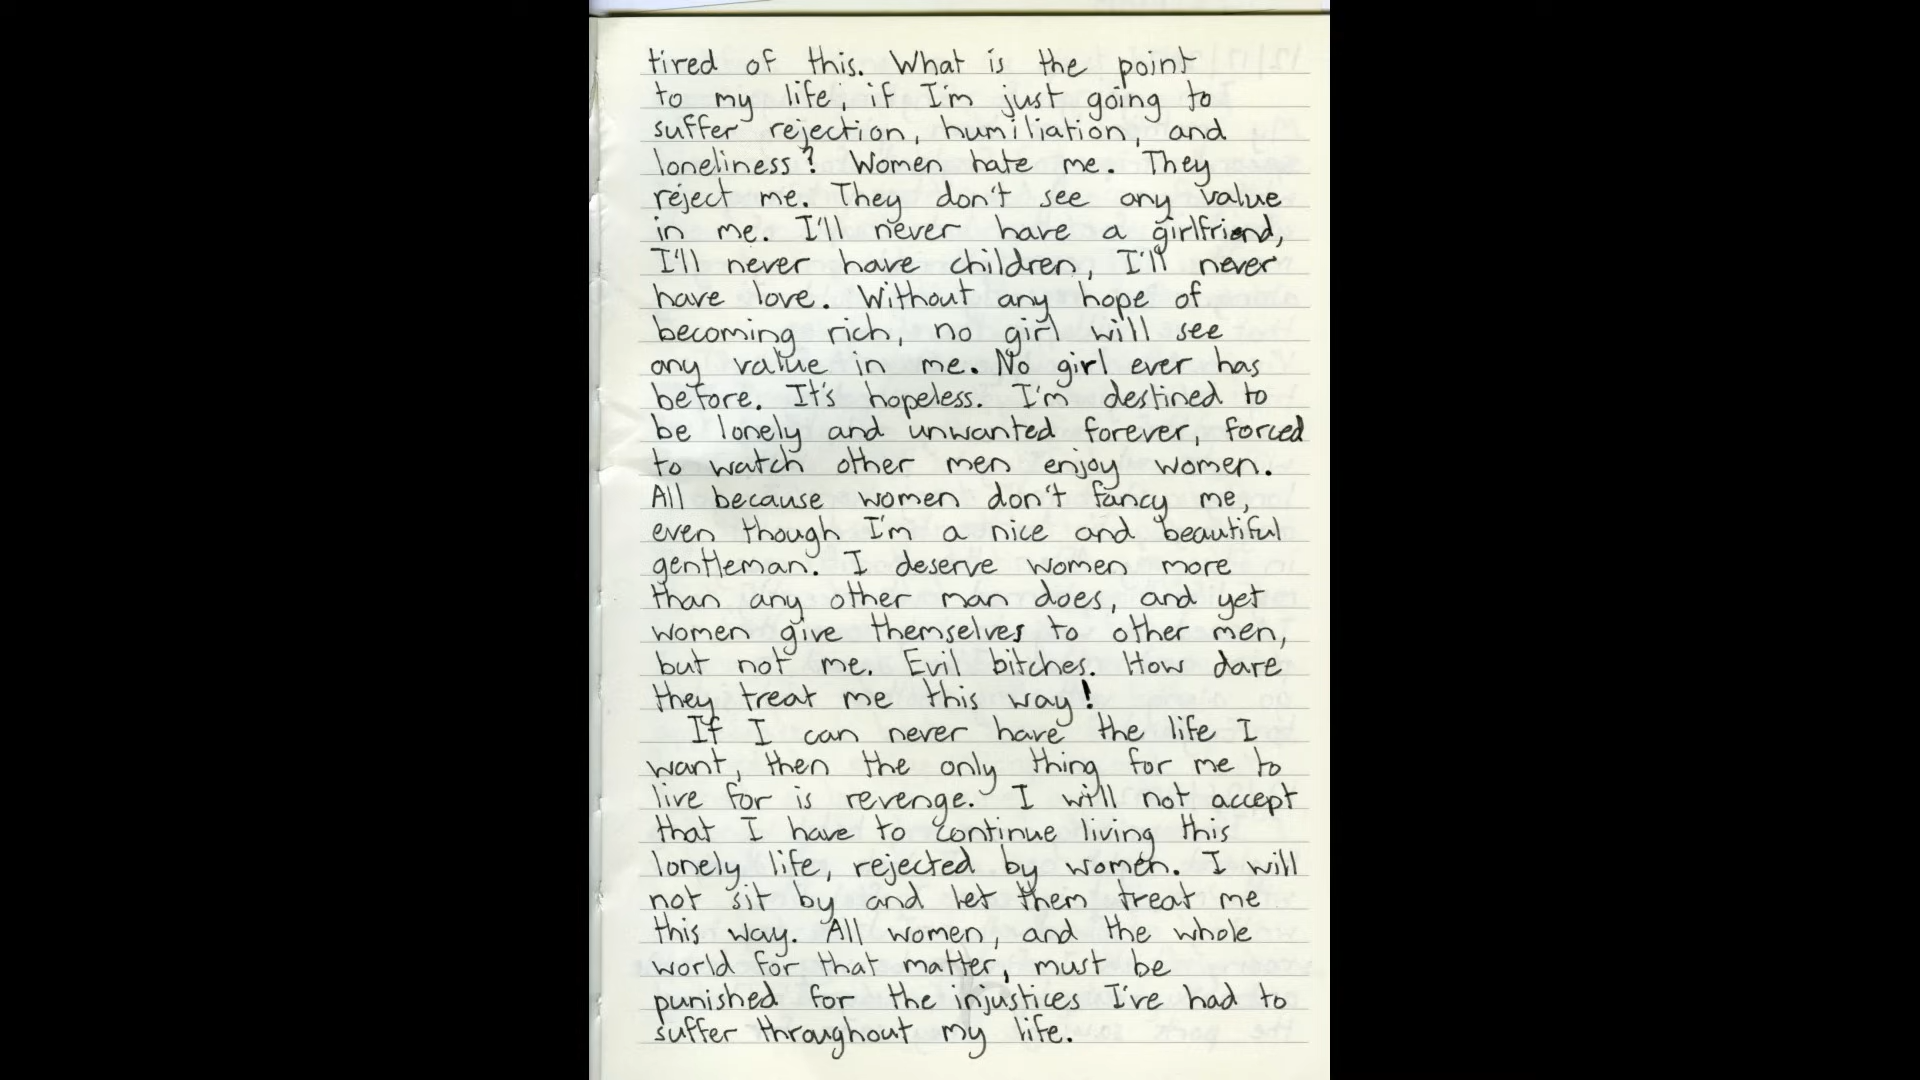 tired of this. What is the point
to my life, if I'm just going to
suffer rejection, humiliation, and
loneliness? Women hate me. They
reject me. They don't see any value
in me. I'll never have a girlfriend,
I'll never have children, I'll never
have love. Without any hope of
becoming rich, no girl will see
any value in me. No girl ever has
before. It's hopeless. I'm destined to
be lonely and unwanted forever, forced
to watch other men enjoy women.
All because women don't fancy me,
even though I'm a nice and beautiful
gentleman. I deserve women more
than any other man does, and yet
women give themselves to other men,
but not me. Evil bitches. How dare
they treat me this way!
If I can never have the life I
want, then the only thing for me to
live for is revenge. I will not accept
that I have to continue living this
lonely life, rejected by women. I will
not sit by and let them treat me
this way. All women, and the whole
world for that matter, must be
punished for the injustices I've had to
suffer throughout my life.